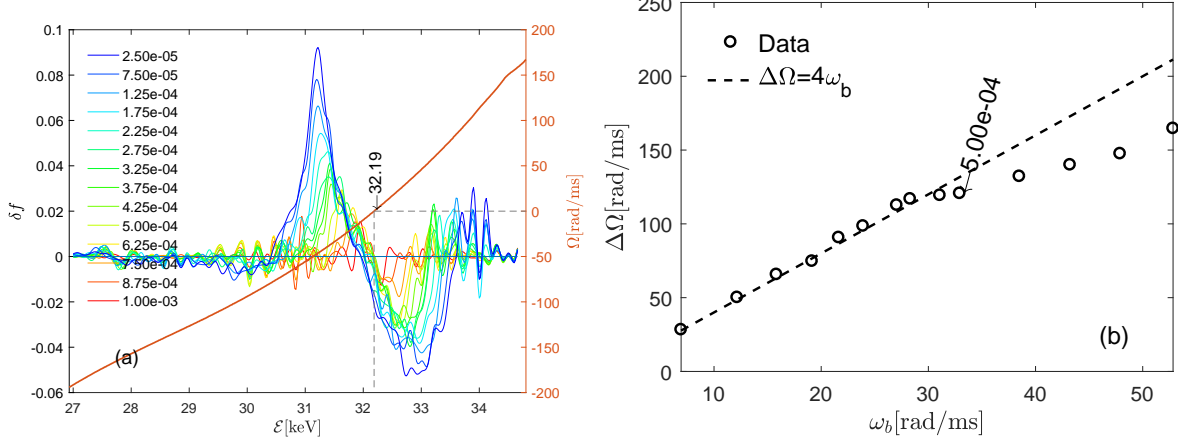 0.1
0.08
0.06
0.04
0.02
0
-0.02
-0.04
-0.06
δf
2.50e-05
7.50e-05
1.25e-04
1.75e-04
2.25e-04
2.75e-04
3.25e-04
3.75e-04
4.25e-04
5.00e-04
6.25e-04
7.50e-04
8.75e-04
1.00e-03
32.19
(a)
27 28 29 30 31 32 33 34
ℰ[keV]
200
150
100
50
0
-50
-100
-150
-200
Ω[rad/ms]
250
200
150
100
50
0
ΔΩ[rad/ms]
Data
ΔΩ=4ω_b
5.00e-04
(b)
10 20 30 40 50
ω_b[rad/ms]